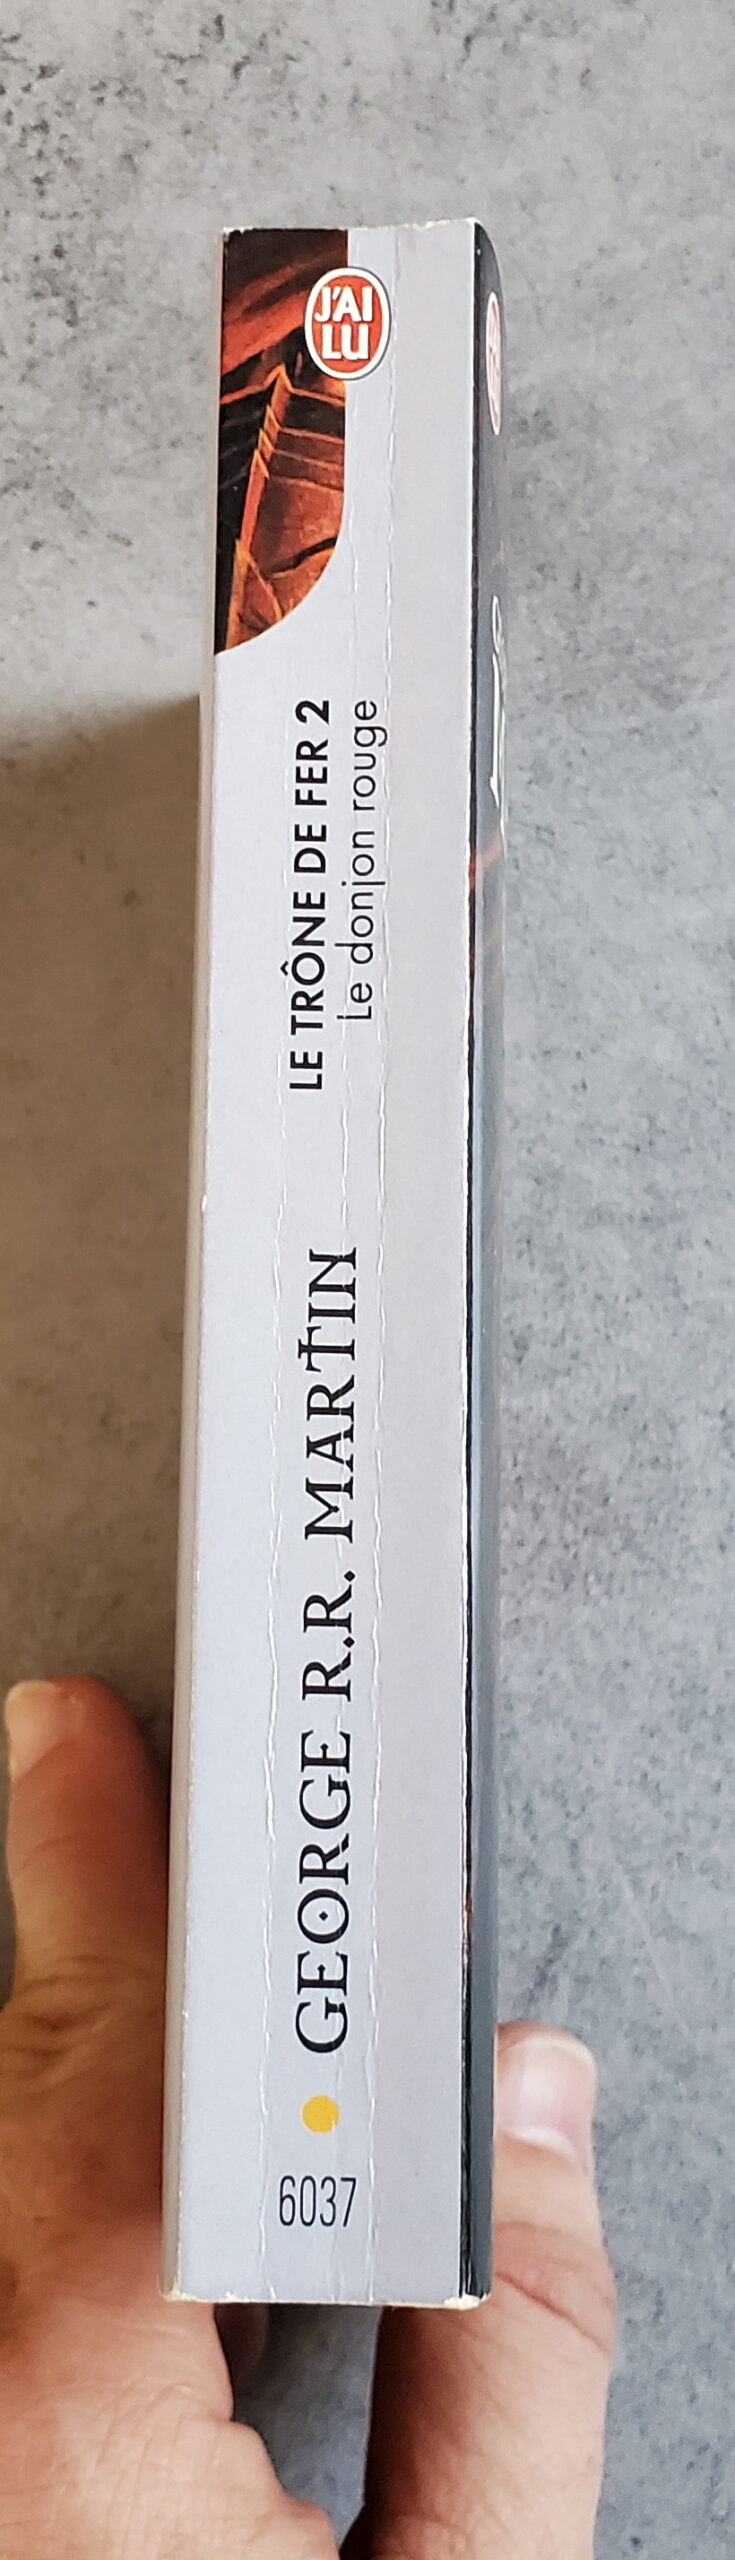 J'AI
LU
LE TRÔNE DE FER 2
Le donjon rouge
GEORGE R.R. MARTIN
6037